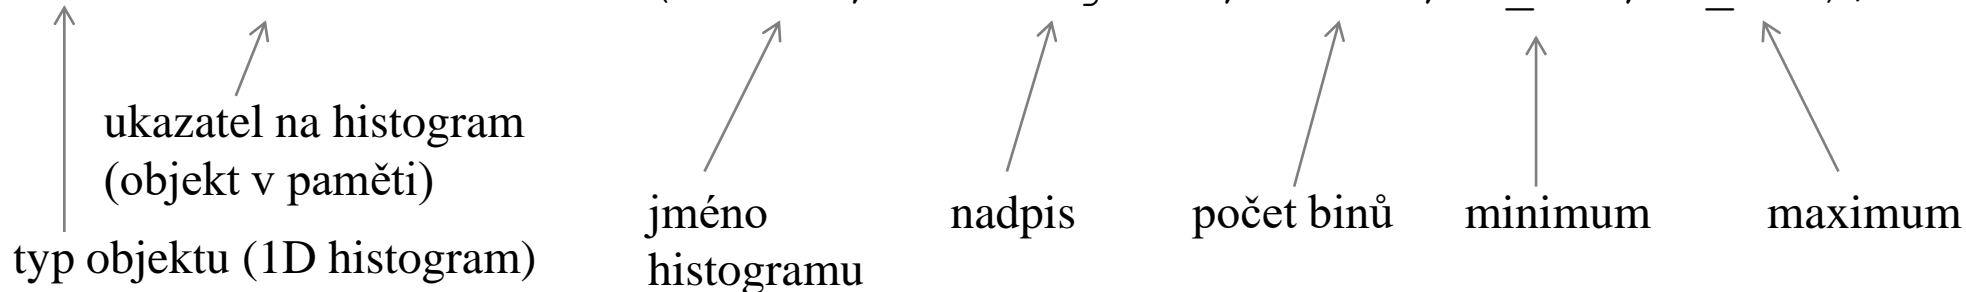 ukazatel na histogram
(objekt v paměti)
jméno
histogramu
nadpis
počet binů
minimum
maximum
typ objektu (1D histogram)